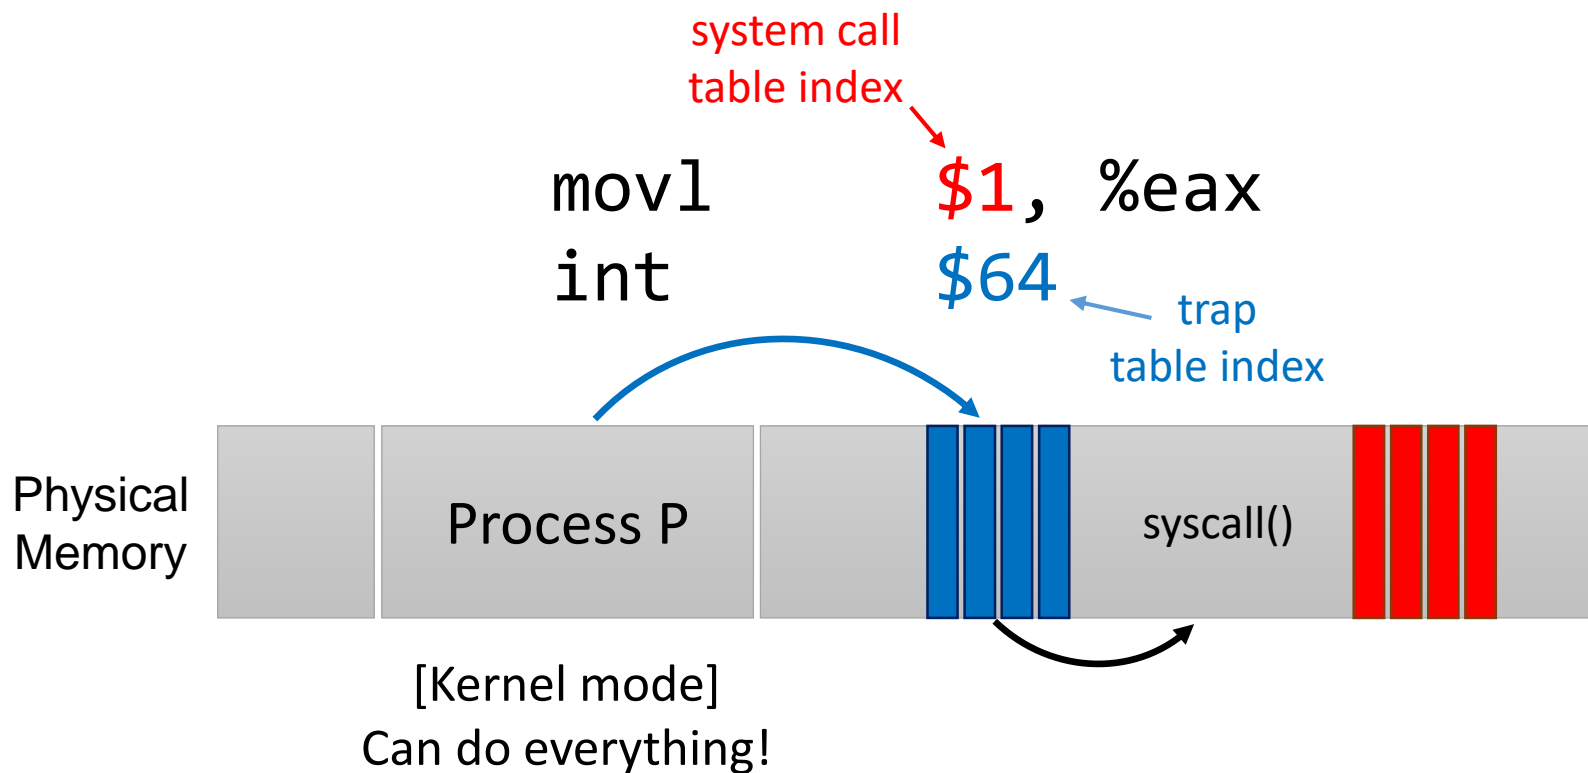 system call
table index
movl $1, %eax
int $64
trap
table index
Physical
Memory
Process P
syscall()
[Kernel mode]
Can do everything!